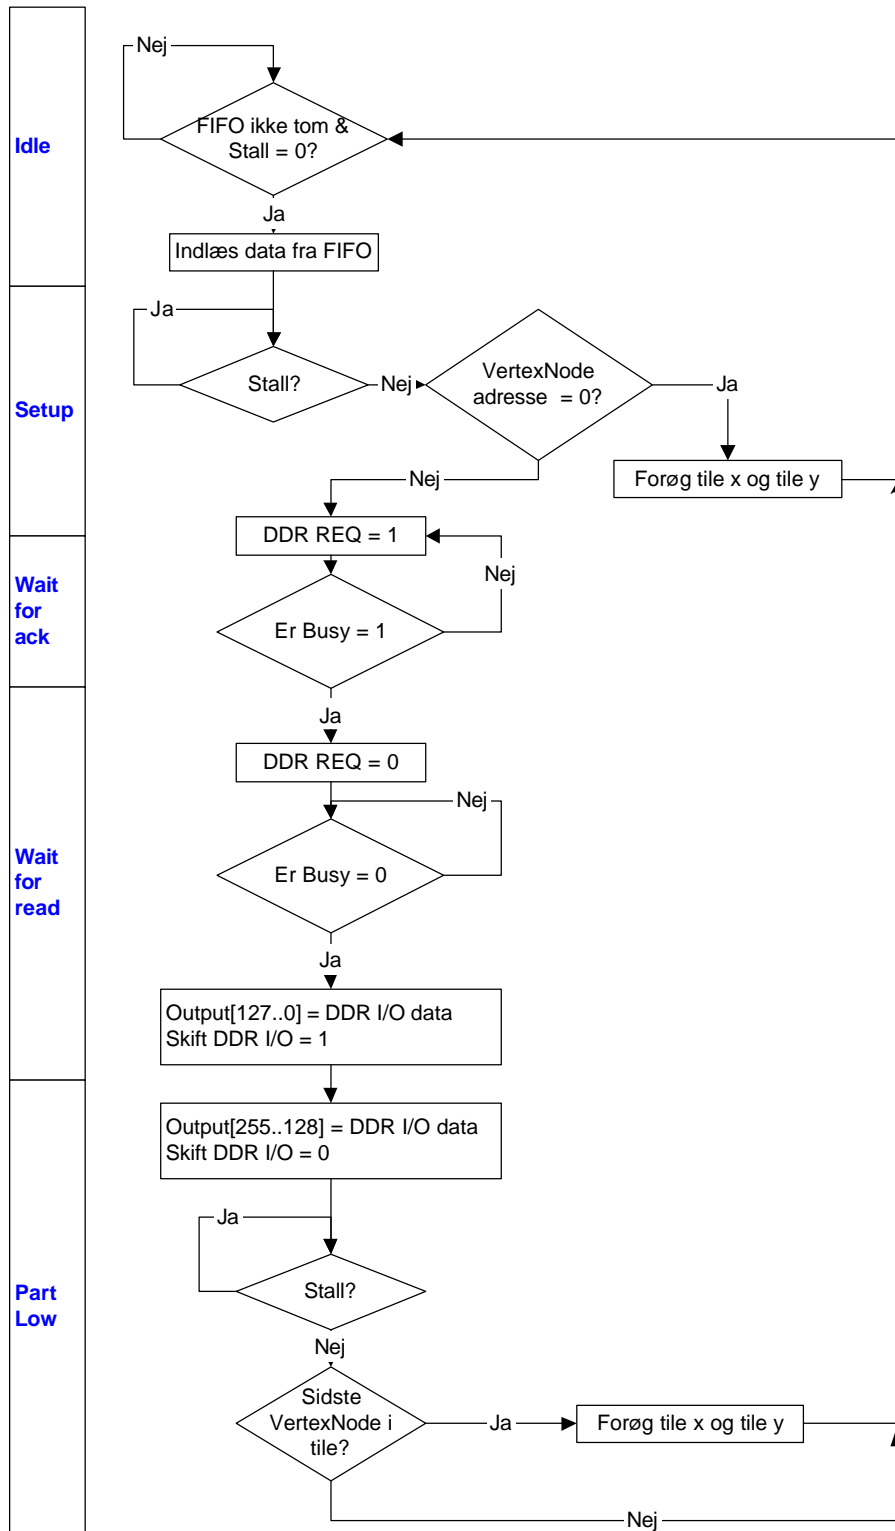 Nej
Idle
FIFO ikke tom &
Stall = 0?
Ja
Indlæs data fra FIFO
Setup
Ja
Stall?
Nej
VertexNode
adresse = 0?
Ja
Forøg tile x og tile y
Nej
DDR REQ = 1
Wait
for
ack
Nej
Er Busy = 1
Ja
DDR REQ = 0
Nej
Wait
for
read
Er Busy = 0
Ja
Output[127..0] = DDR I/O data
Skift DDR I/O = 1
Output[255..128] = DDR I/O data
Skift DDR I/O = 0
Ja
Part
Low
Stall?
Nej
Sidste
VertexNode i
tile?
Ja
Forøg tile x og tile y
Nej